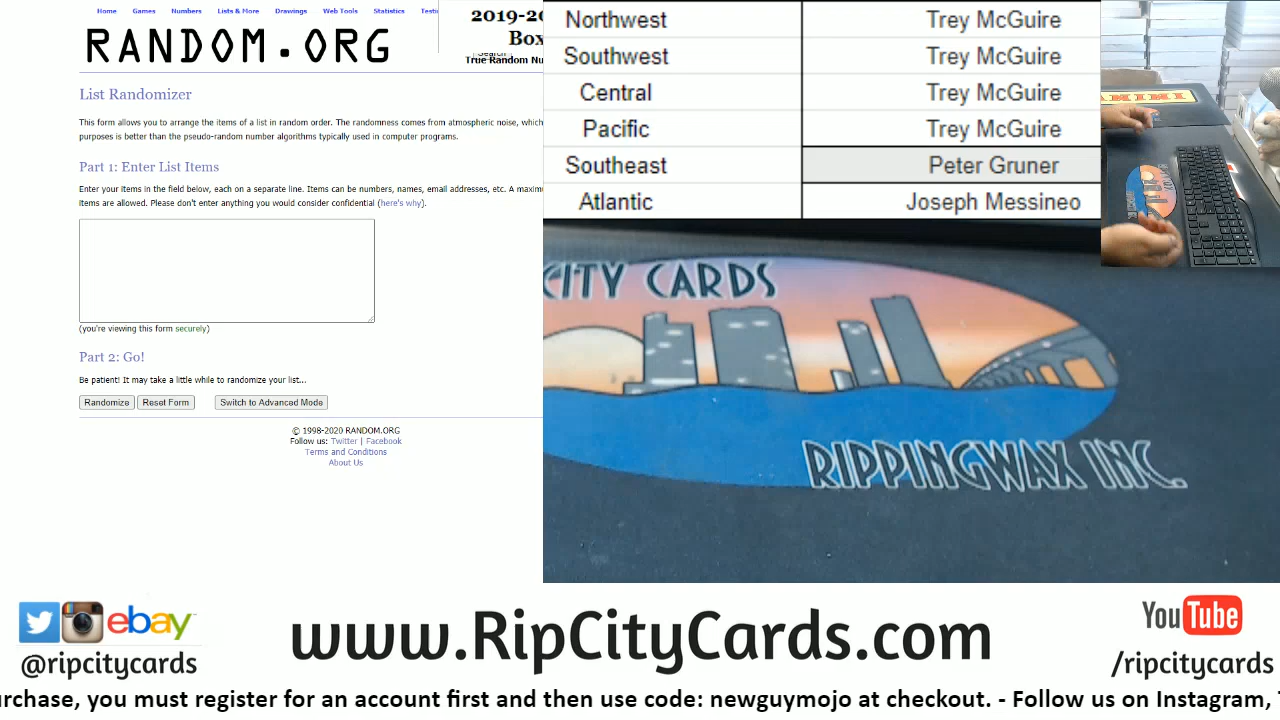 Home Games Numbers Lists & More Drawings Web Tools Statistics
RANDOM.ORG
2019-20
Box
Search
True Random Nu
List Randomizer
This form allows you to arrange the items of a list in random order. The randomness comes from atmospheric noise, which
purposes is better than the pseudo-random number algorithms typically used in computer programs.
Part 1: Enter List Items
Enter your items in the field below, each on a separate line. Items can be numbers, names, email addresses, etc. A maximu
items are allowed. Please don't enter anything you would consider confidential (here's why).
(you're viewing this form securely)
Part 2: Go!
Be patient! It may take a little while to randomize your list...
Randomize Reset Form Switch to Advanced Mode
© 1998-2020 RANDOM.ORG
Follow us: Twitter | Facebook
Terms and Conditions
About Us
Northwest Trey McGuire
Southwest Trey McGuire
Central Trey McGuire
Pacific Trey McGuire
Southeast Peter Gruner
Atlantic Joseph Messineo
CITY CARDS
RIPPINGWAX INC.
ebay
@ripcitycards
www.RipCityCards.com
YouTube
/ripcitycards
urchase, you must register for an account first and then use code: newguymojo at checkout. - Follow us on Instagram,